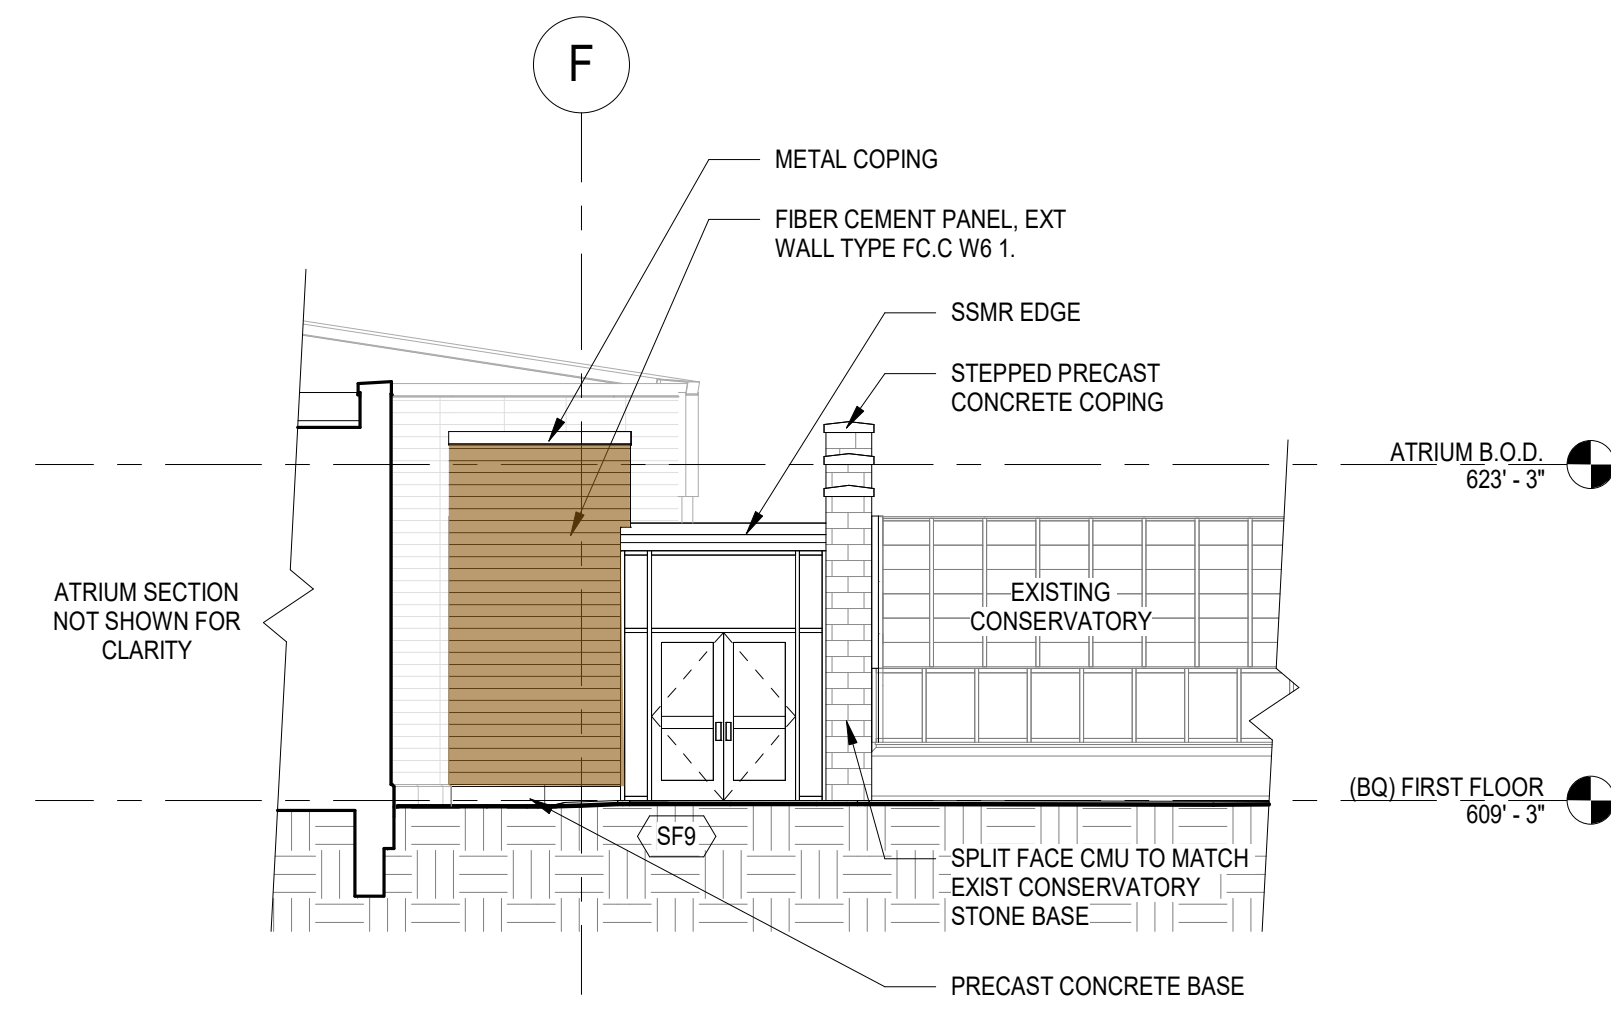 F
METAL COPING
FIBER CEMENT PANEL, EXT
WALL TYPE FC.C W6 1.
SSMR EDGE
STEPPED PRECAST
CONCRETE COPING
ATRIUM B.O.D.
623' - 3"
ATRIUM SECTION
NOT SHOWN FOR
CLARITY
EXISTING
CONSERVATORY
(BQ) FIRST FLOOR
609' - 3"
SF9
SPLIT FACE CMU TO MATCH
EXIST CONSERVATORY
STONE BASE
PRECAST CONCRETE BASE